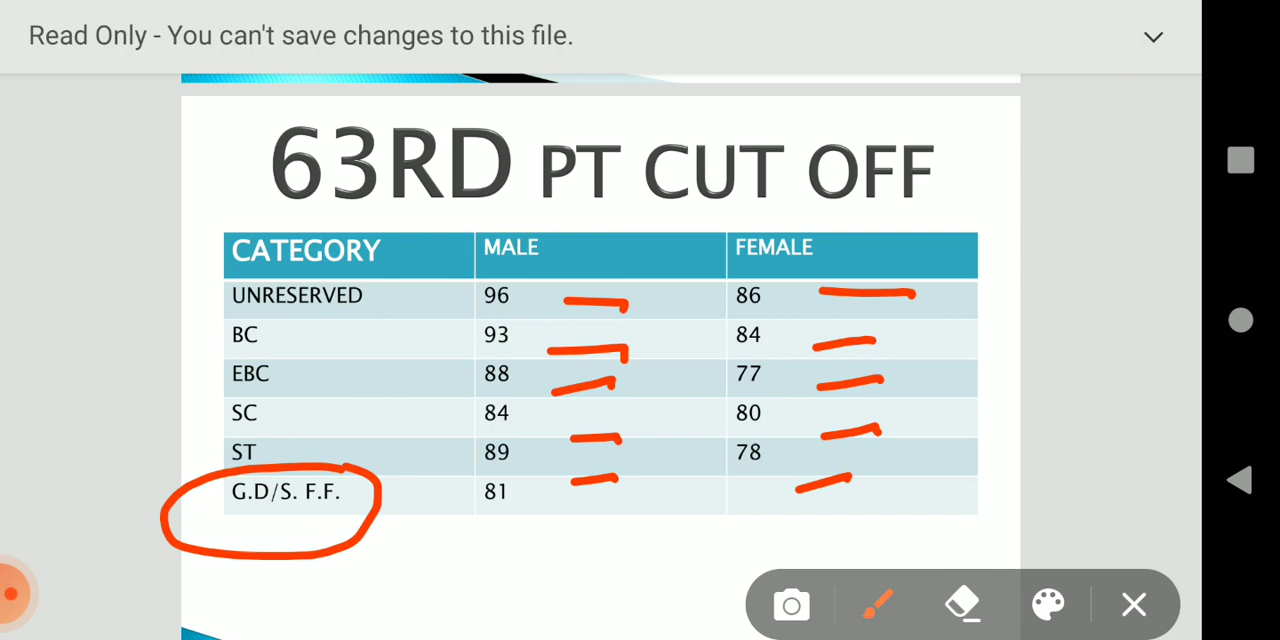 Read Only - You can't save changes to this file.
63RD PT CUT OFF
CATEGORY MALE FEMALE
UNRESERVED 96 86
BC 93 84
EBC 88 77
SC 84 80
ST 89 78
G.D/S. F.F. 81